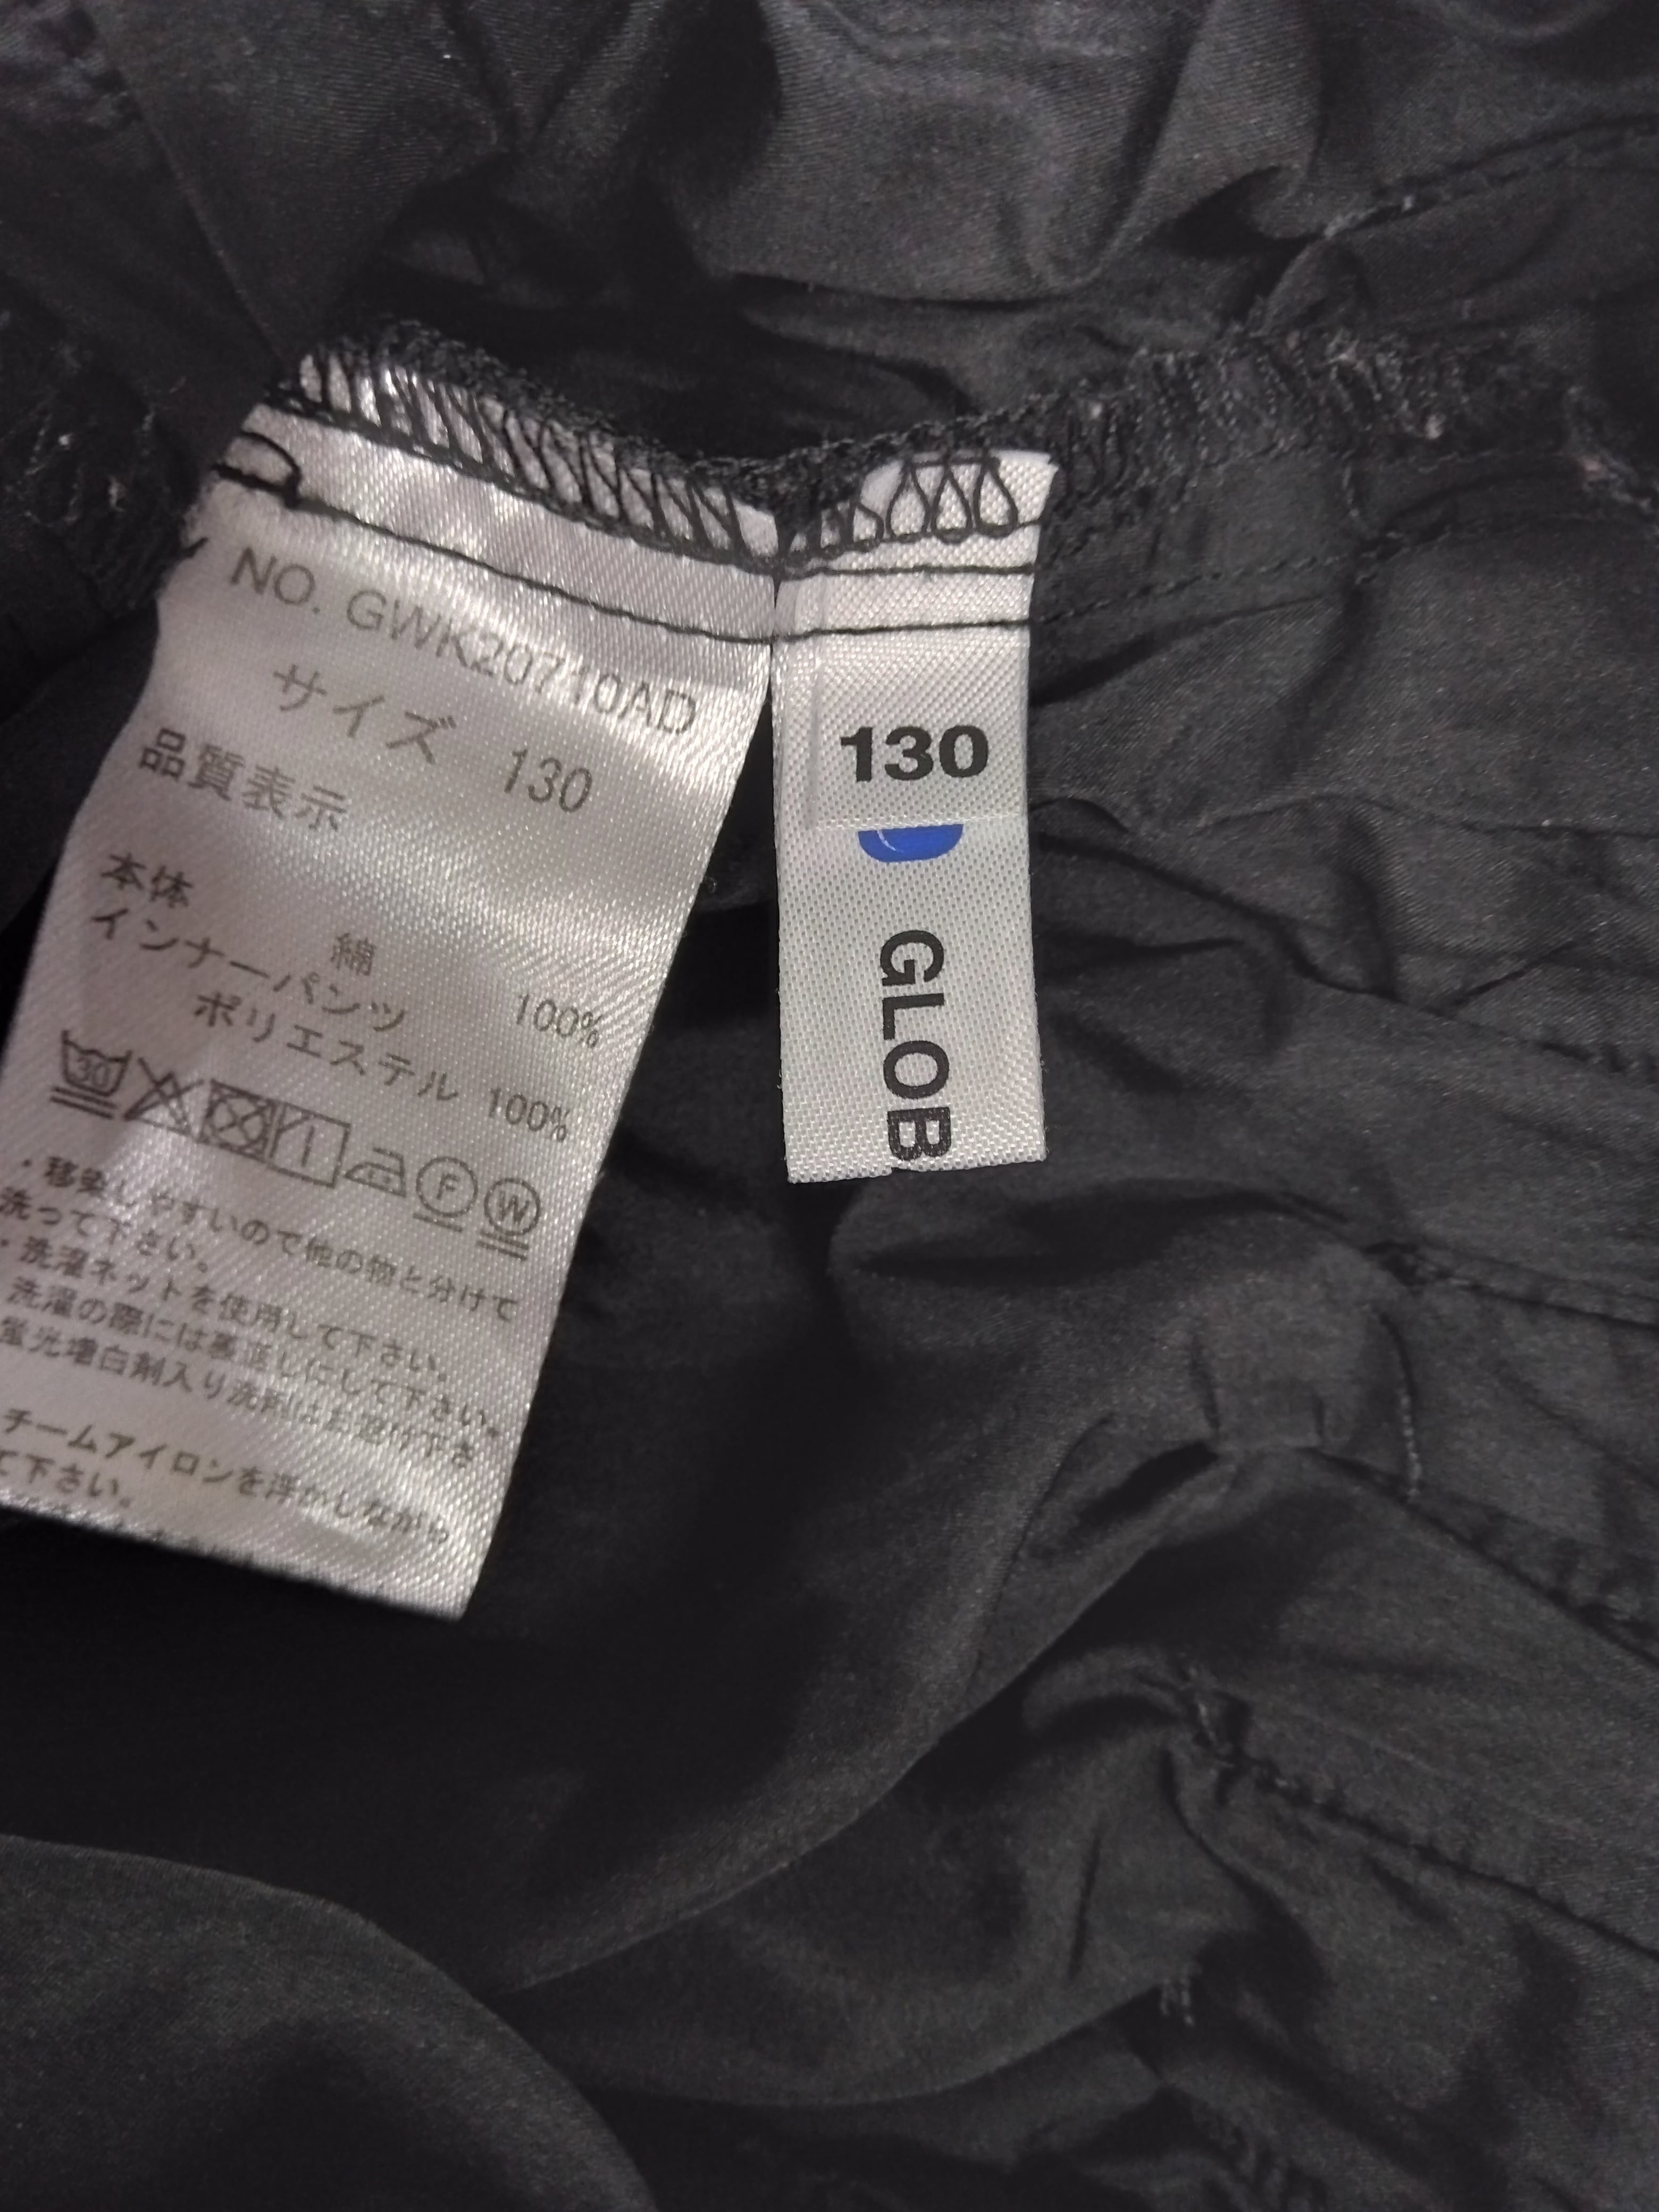 NO. GWK20710AD
サイズ 130
品質表示
本体
綿 100%
インナーパンツ
ポリエステル 100%
30
F W
・移染しやすいので他の物と分けて
洗って下さい。
・洗濯ネットを使用して下さい。
洗濯の際には裏返しにして下さい。
蛍光増白剤入り洗剤はお避け下さ
チームアイロンを浮かしながら
て下さい。
130
GLOB